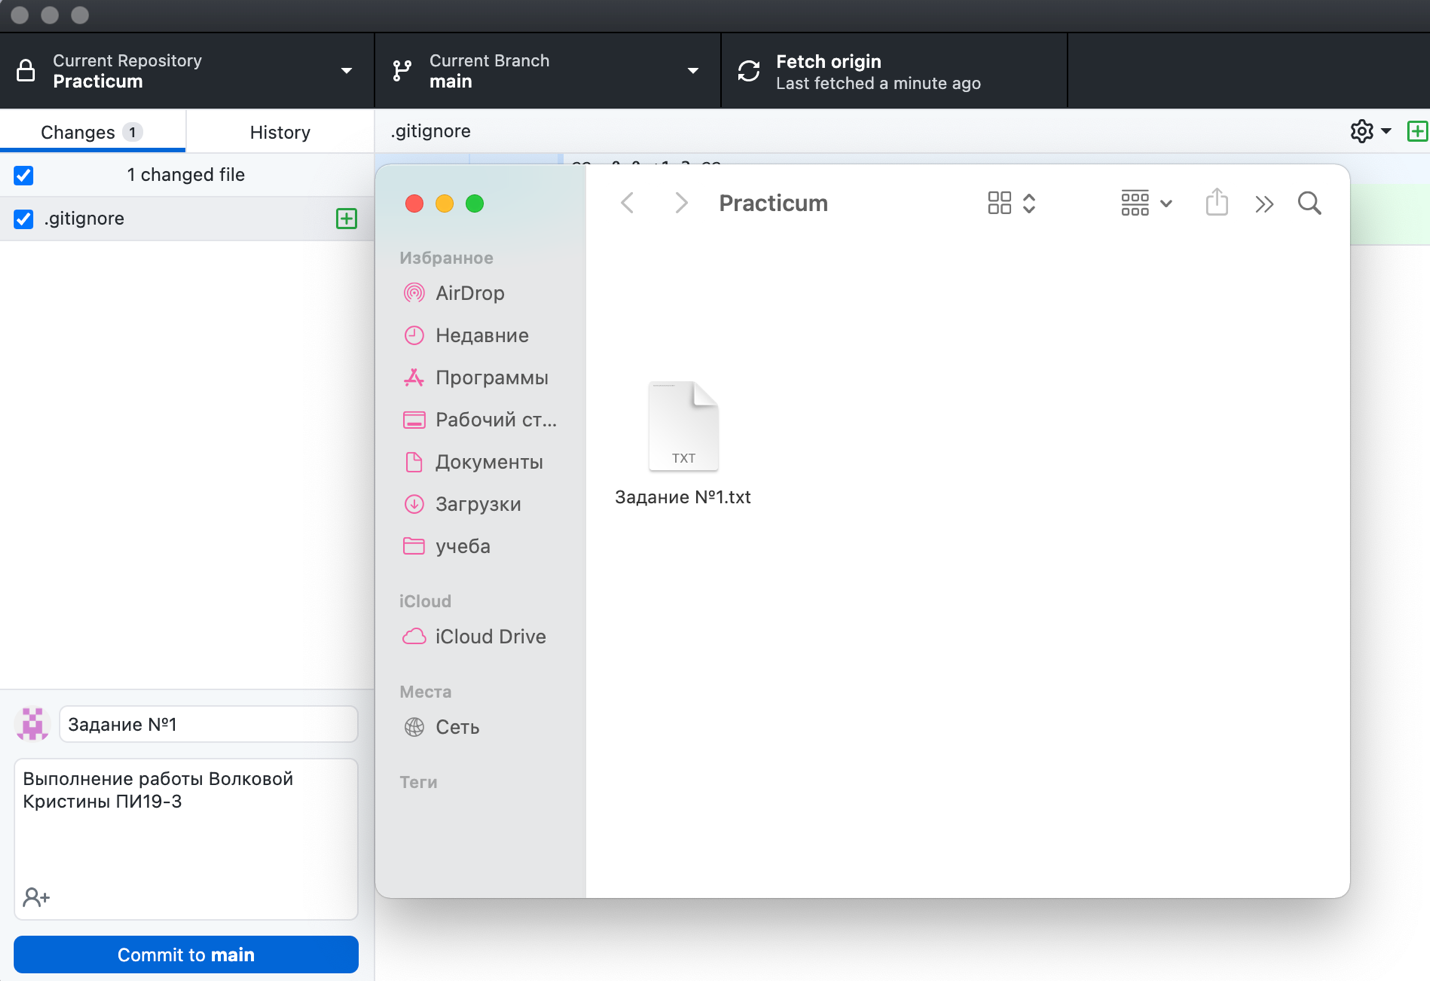 Current Repository
Practicum
Current Branch
main
Fetch origin
Last fetched a minute ago
Changes 1
History
.gitignore
1 changed file
.gitignore
Practicum
Избранное
AirDrop
Недавние
Программы
Рабочий ст...
Документы
Загрузки
учеба
iCloud
iCloud Drive
Места
Сеть
Теги
TXT
Задание №1.txt
Задание №1
Выполнение работы Волковой
Кристины ПИ19-3
Commit to main